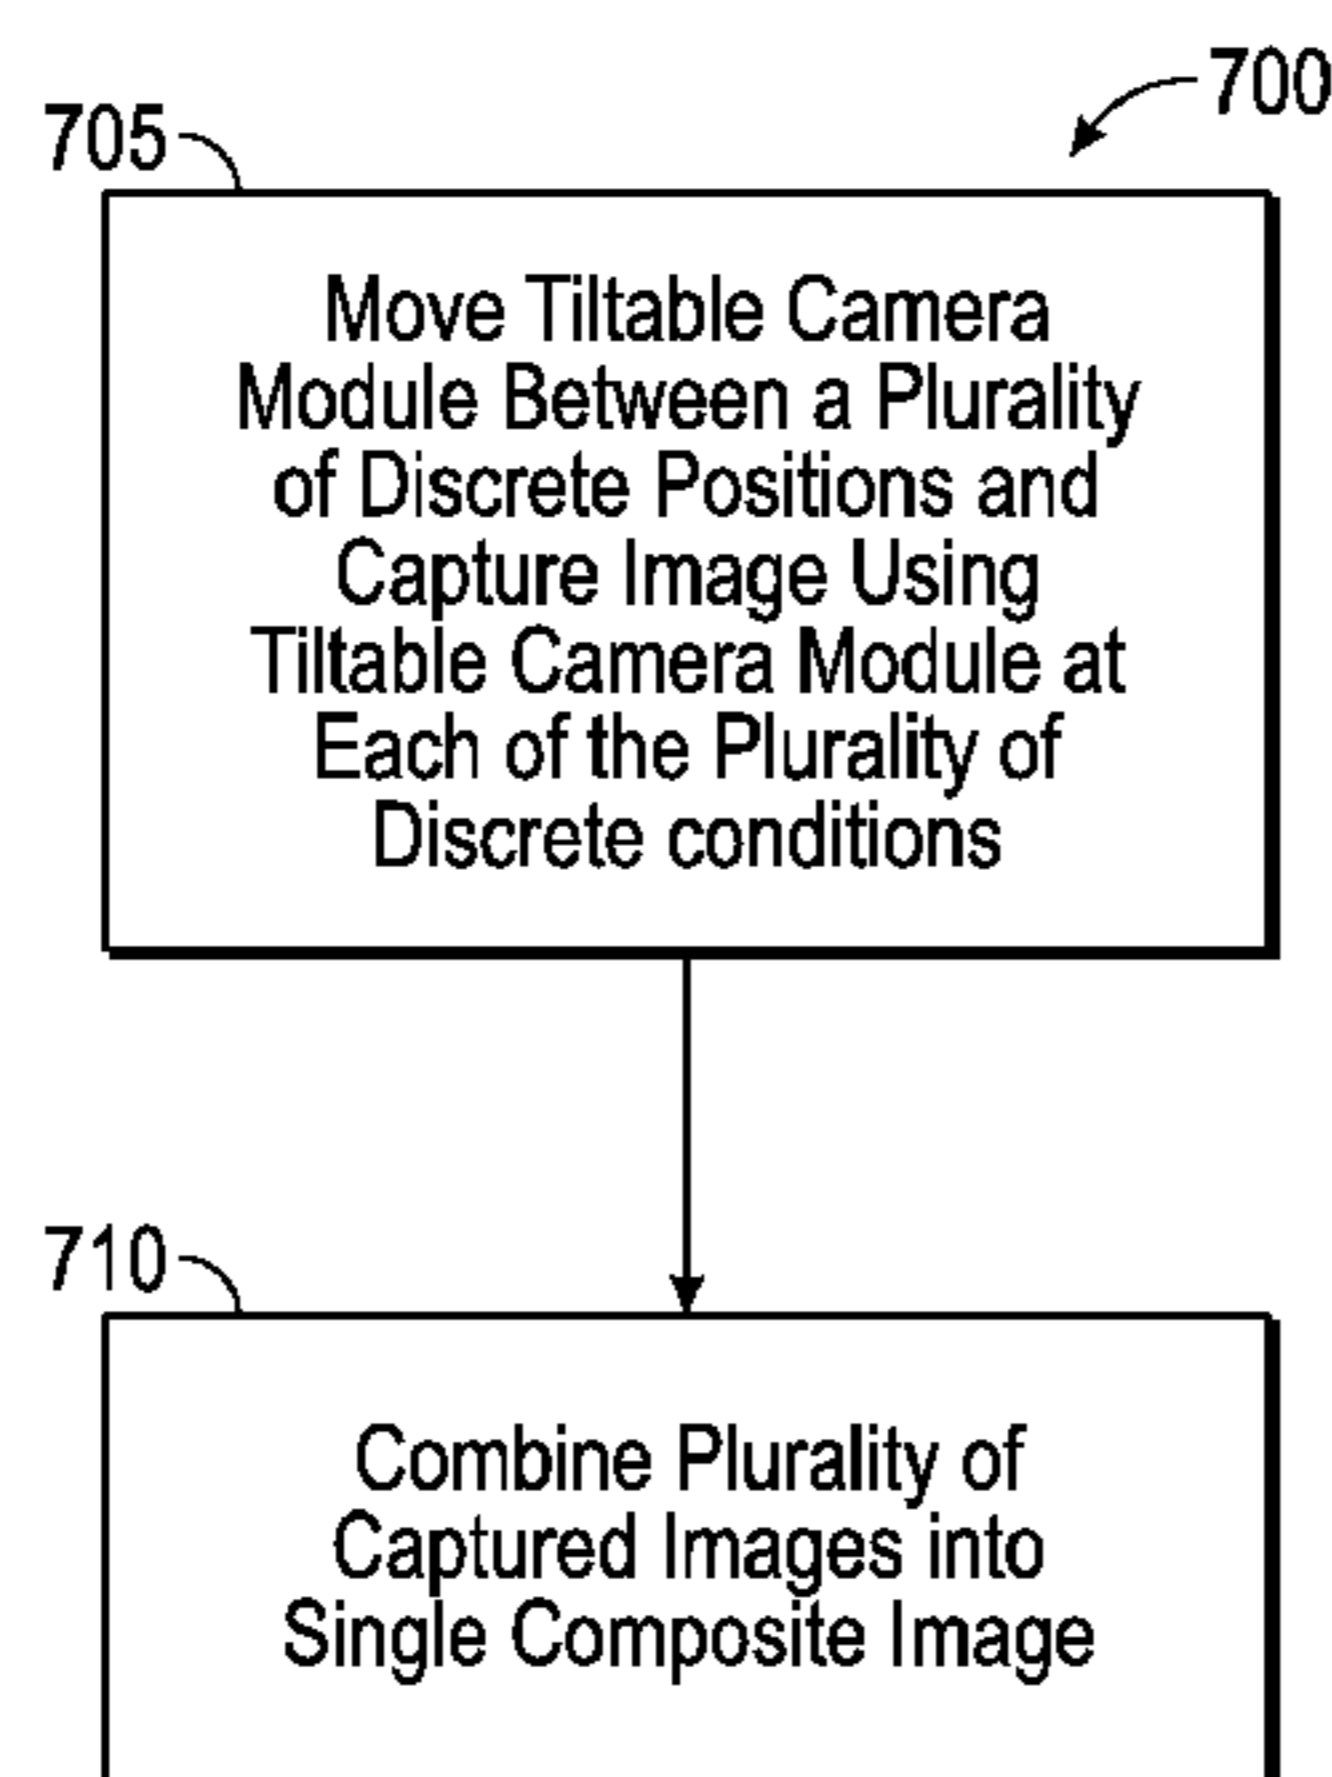 700
705
Move Tiltable Camera
Module Between a Plurality
of Discrete Positions and
Capture Image Using
Tiltable Camera Module at
Each of the Plurality of
Discrete conditions
710
Combine Plurality of
Captured Images into
Single Composite Image